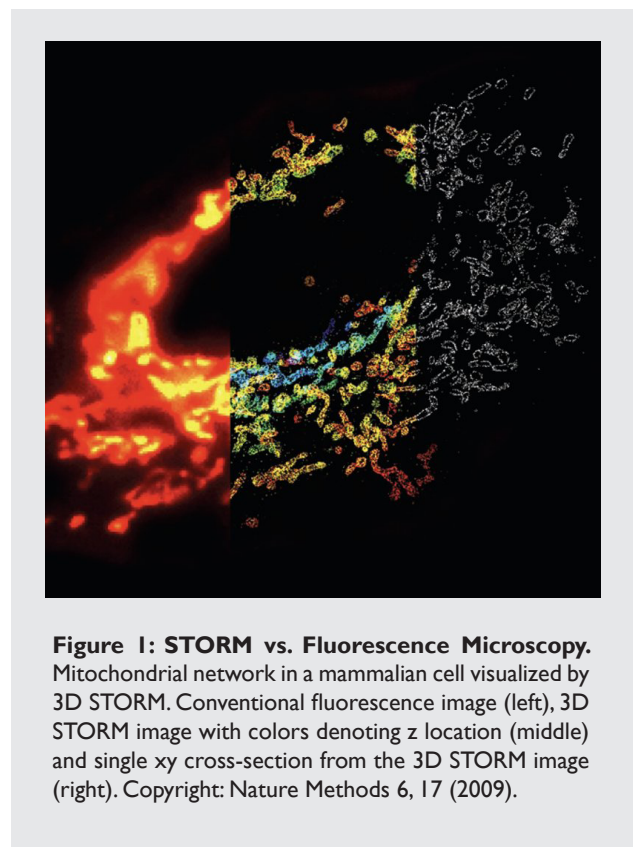 Figure 1: STORM vs. Fluorescence Microscopy.
Mitochondrial network in a mammalian cell visualized by
3D STORM. Conventional fluorescence image (left), 3D
STORM image with colors denoting z location (middle)
and single xy cross-section from the 3D STORM image
(right). Copyright: Nature Methods 6, 17 (2009).